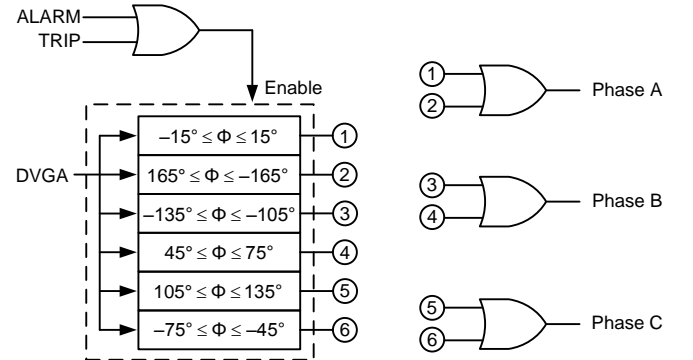 ALARM
TRIP
Enable
DVGA
–15° ≤ Φ ≤ 15°
165° ≤ Φ ≤ –165°
–135° ≤ Φ ≤ –105°
45° ≤ Φ ≤ 75°
105° ≤ Φ ≤ 135°
–75° ≤ Φ ≤ –45°
1
2
3
4
5
6
1
2
Phase A
3
4
Phase B
5
6
Phase C